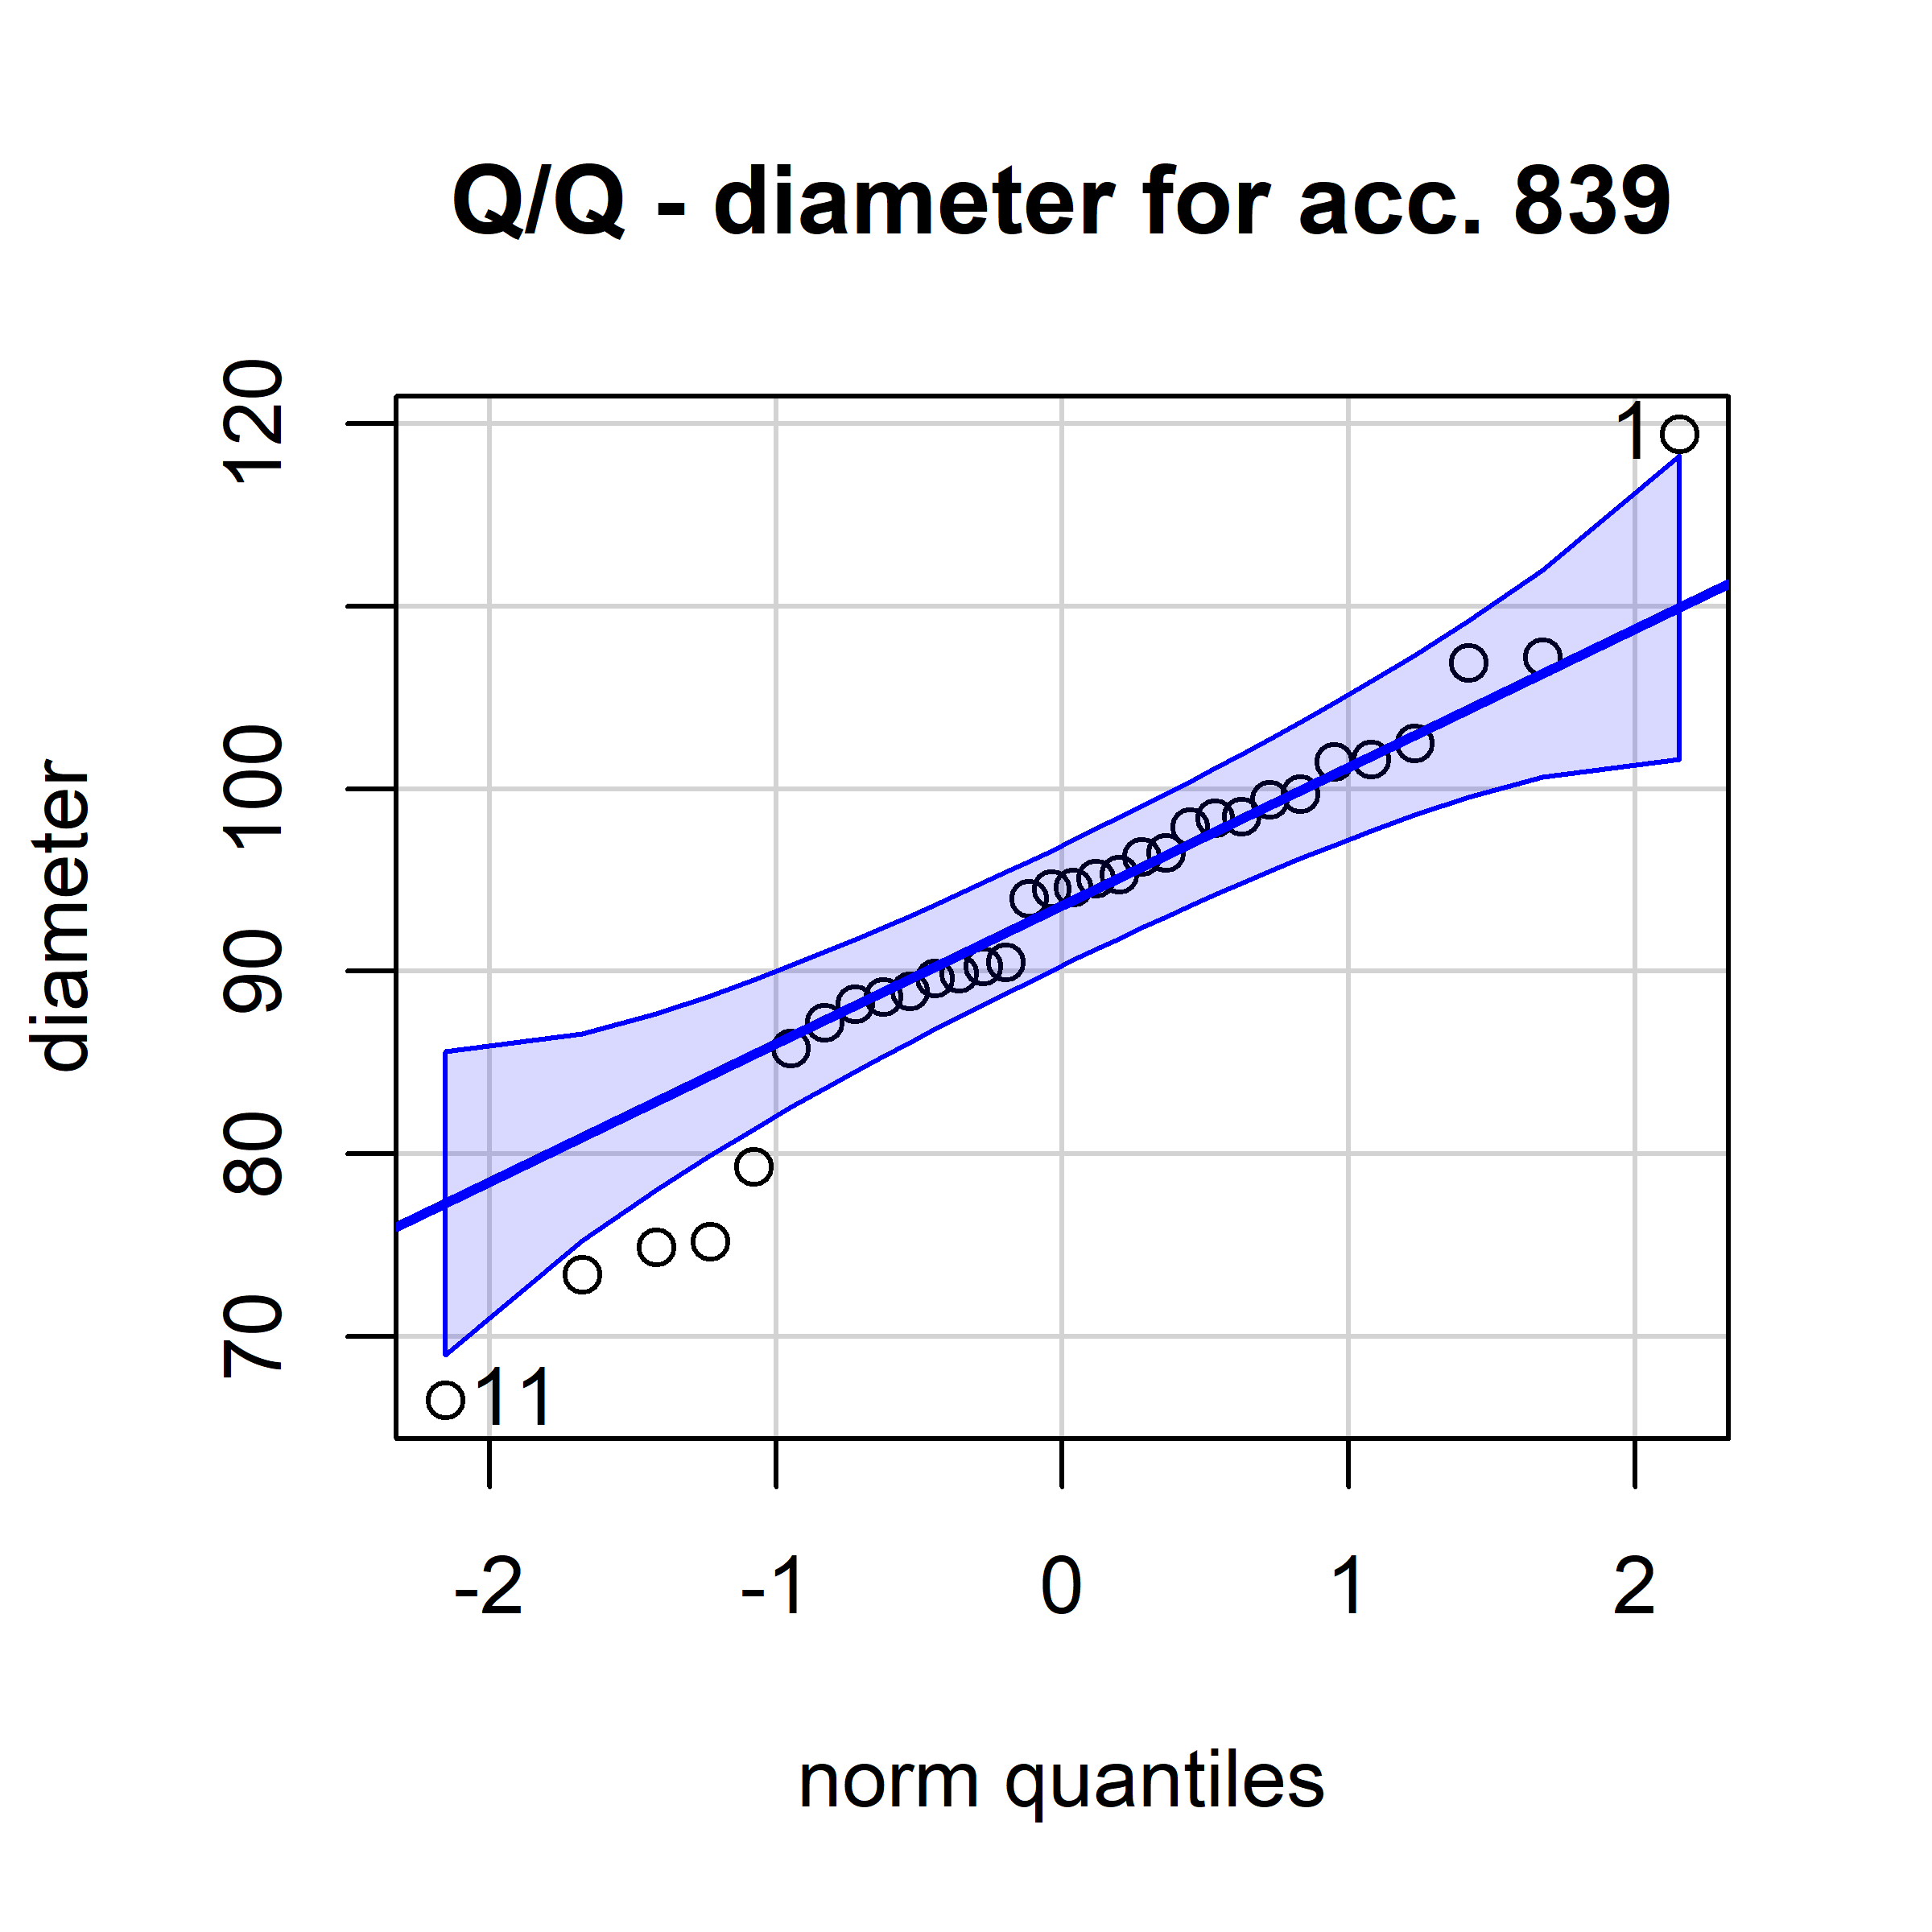 Q/Q - diameter for acc. 839
120
100
90
80
70
diameter
1
11
-2 -1 0 1 2
norm quantiles